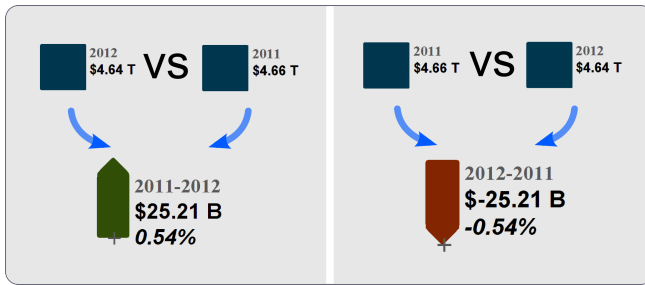 2012
$4.64 T
VS
2011
$4.66 T
2011-2012
$25.21 B
0.54%
2011
$4.66 T
VS
2012
$4.64 T
2012-2011
$-25.21 B
-0.54%